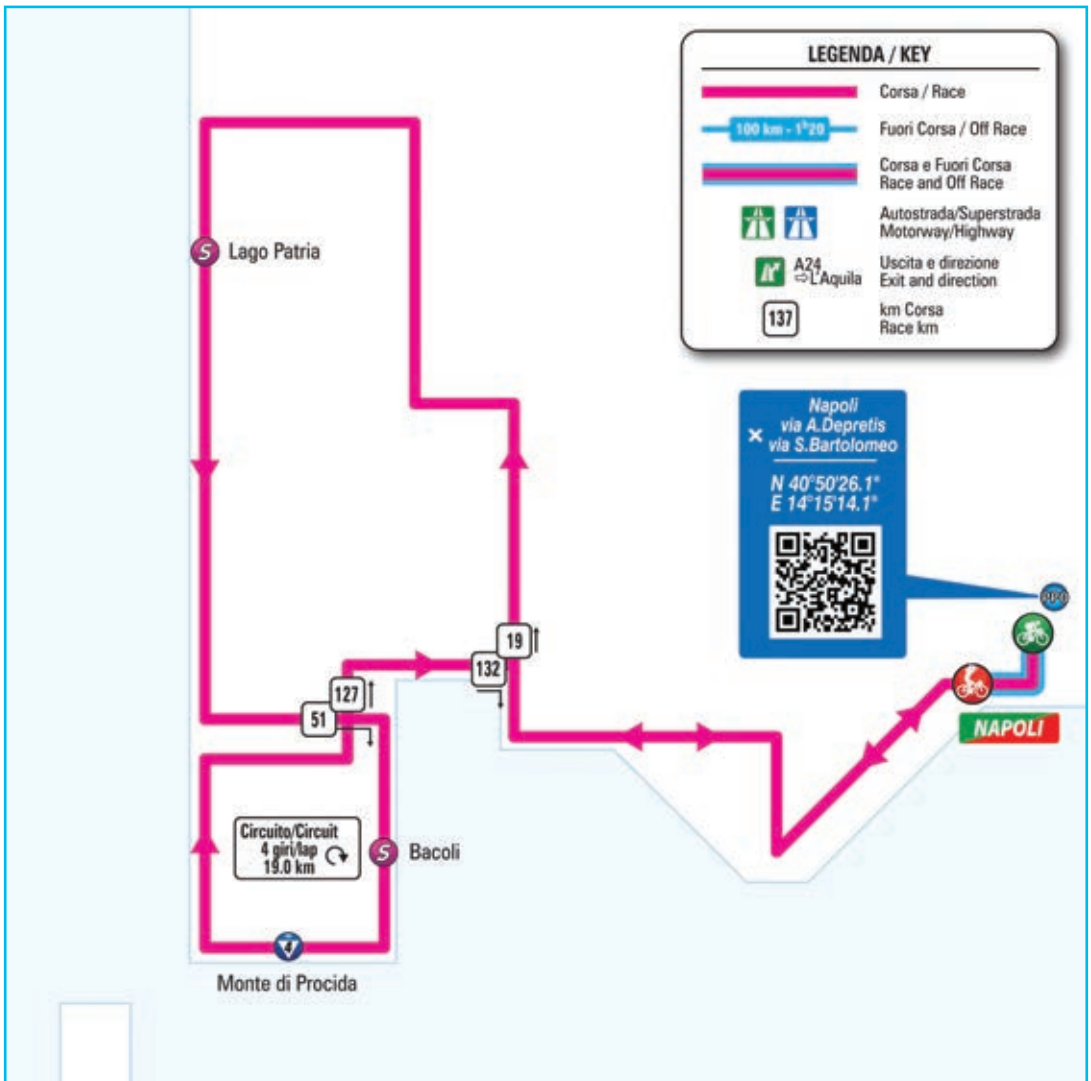 LEGENDA / KEY
Corsa / Race
100 km - 1ʰ20
Fuori Corsa / Off Race
Corsa e Fuori Corsa
Race and Off Race
Autostrada/Superstrada
Motorway/Highway
A24
⇨L'Aquila
Uscita e direzione
Exit and direction
137
km Corsa
Race km
S Lago Patria
Napoli
via A.Depretis
via S.Bartolomeo
N 40°50'26.1"
E 14°15'14.1"
PPO
19
132
127
51
NAPOLI
Circuito/Circuit
4 giri/lap
19.0 km
S Bacoli
4
Monte di Procida